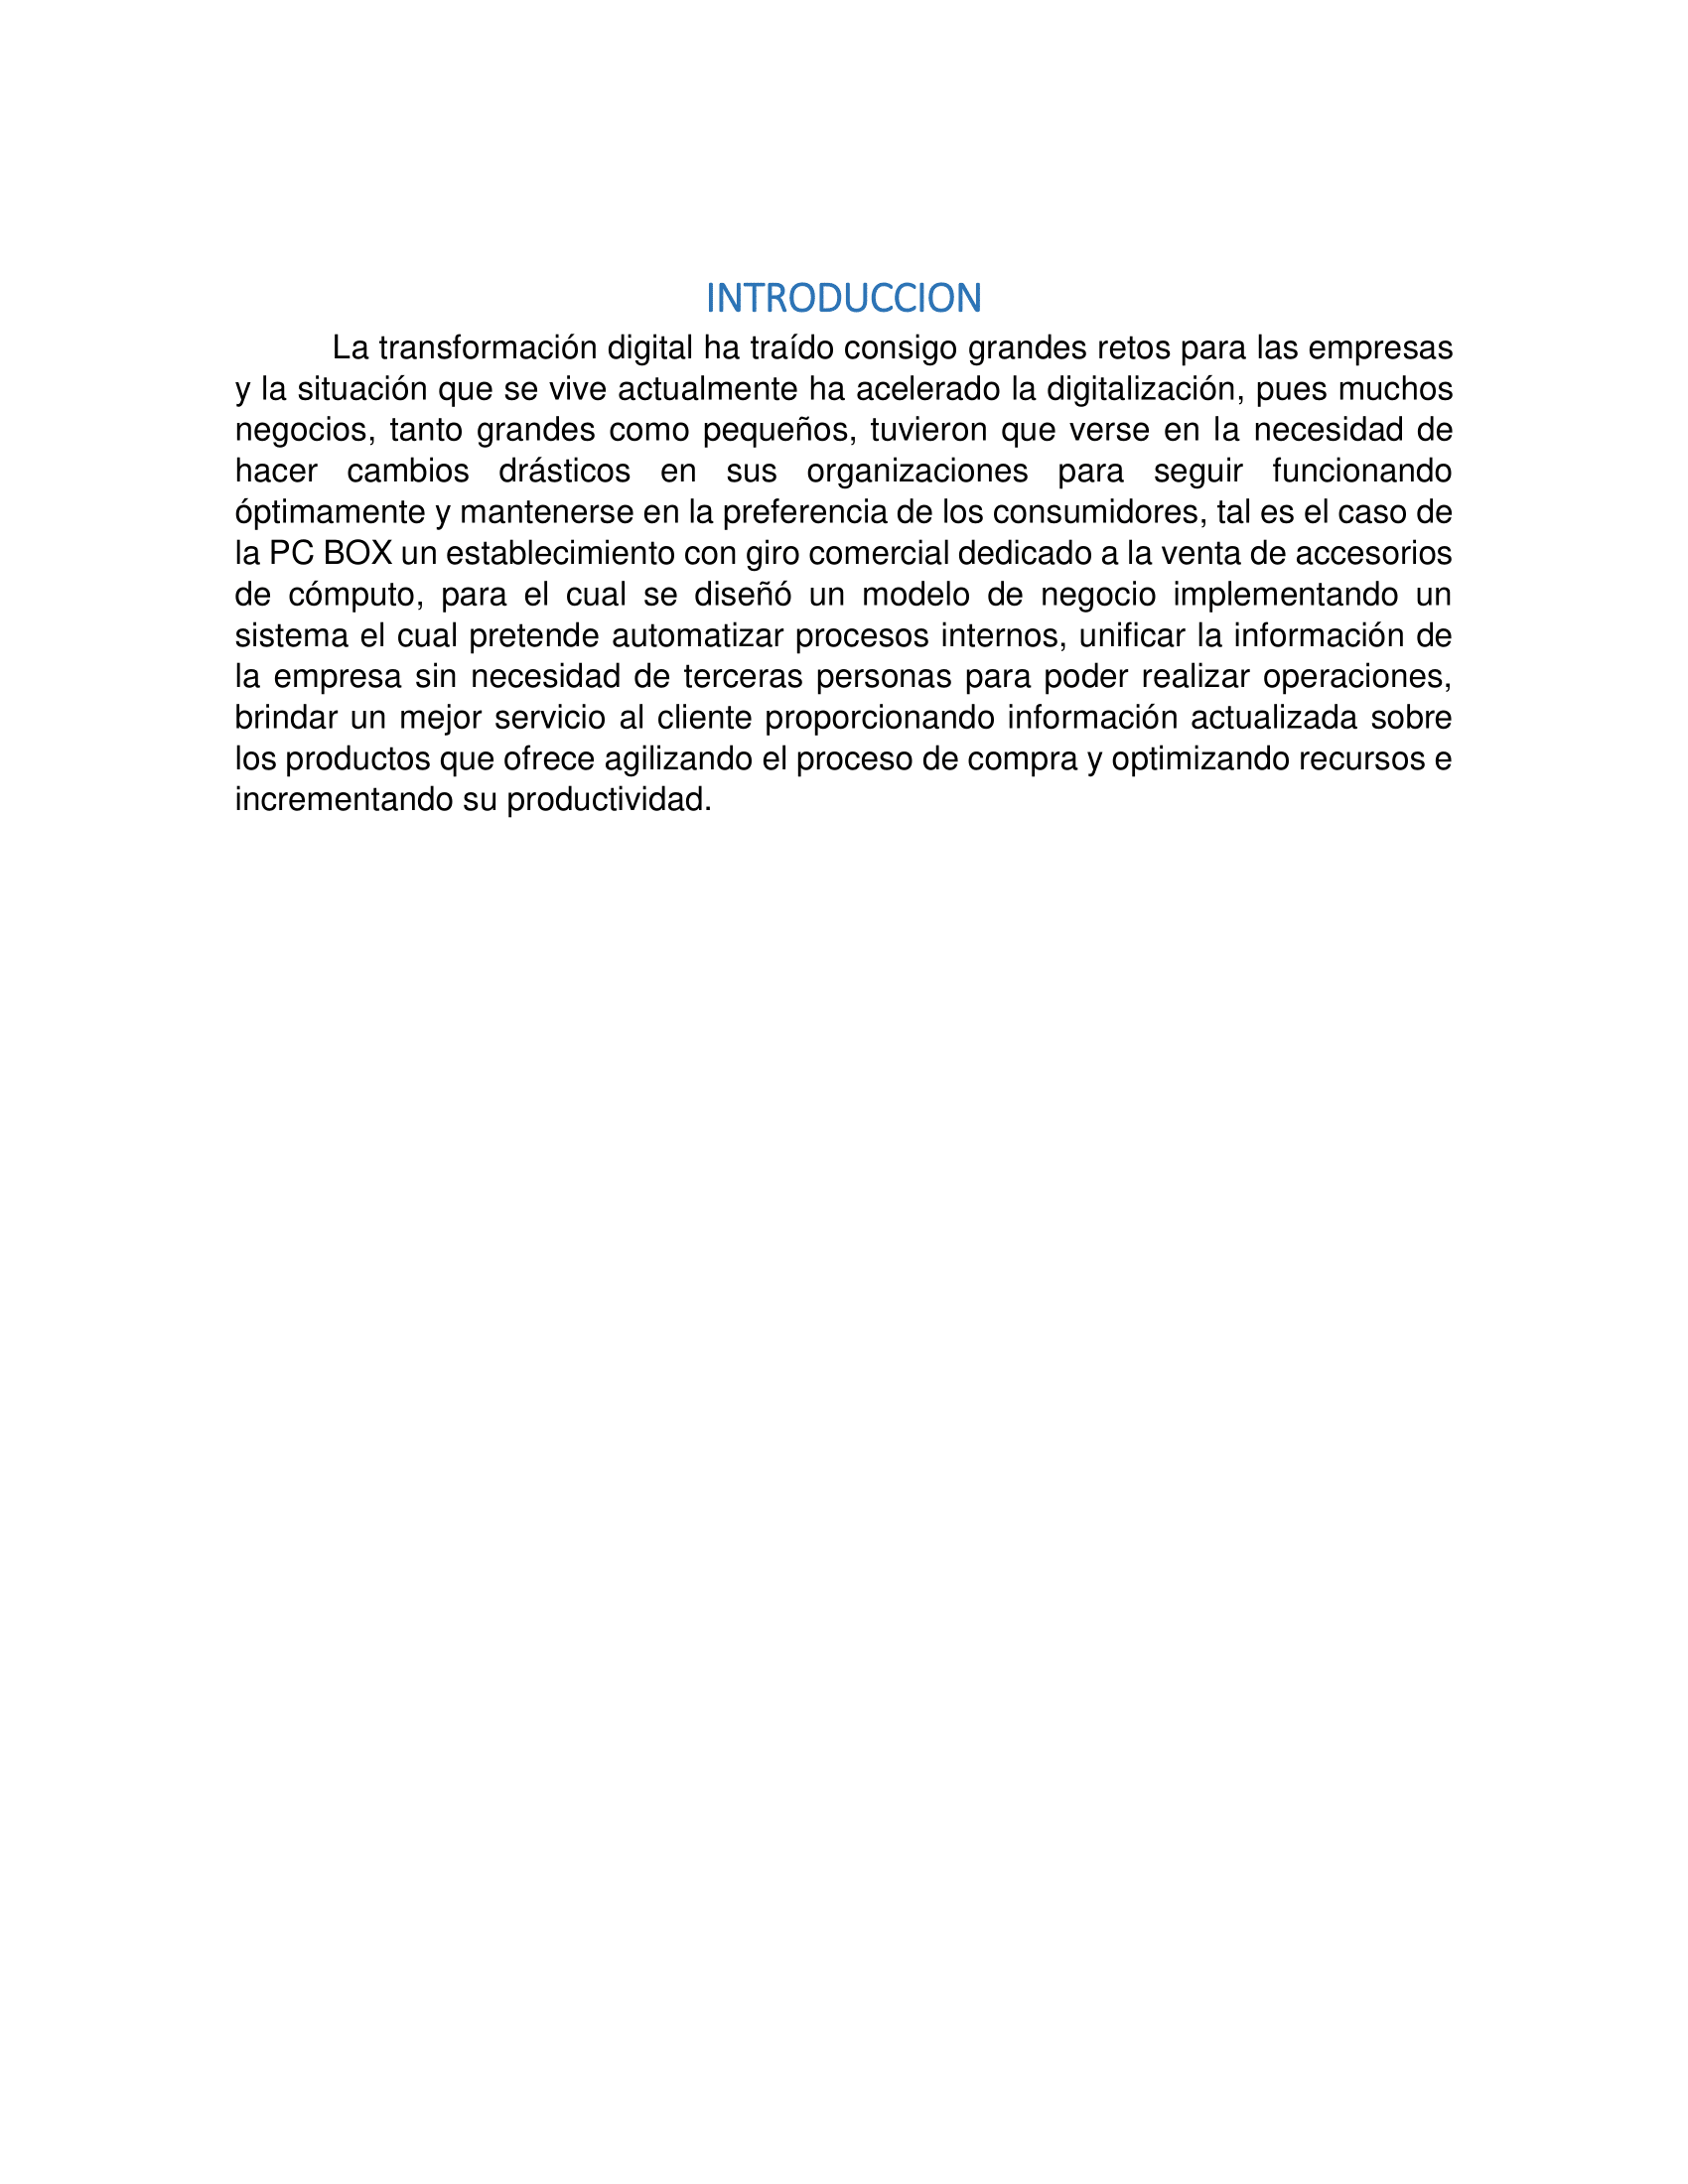 INTRODUCCION
La transformación digital ha traído consigo grandes retos para las empresas
y la situación que se vive actualmente ha acelerado la digitalización, pues muchos
negocios, tanto grandes como pequeños, tuvieron que verse en la necesidad de
hacer cambios drásticos en sus organizaciones para seguir funcionando
óptimamente y mantenerse en la preferencia de los consumidores, tal es el caso de
la PC BOX un establecimiento con giro comercial dedicado a la venta de accesorios
de cómputo, para el cual se diseñó un modelo de negocio implementando un
sistema el cual pretende automatizar procesos internos, unificar la información de
la empresa sin necesidad de terceras personas para poder realizar operaciones,
brindar un mejor servicio al cliente proporcionando información actualizada sobre
los productos que ofrece agilizando el proceso de compra y optimizando recursos e
incrementando su productividad.